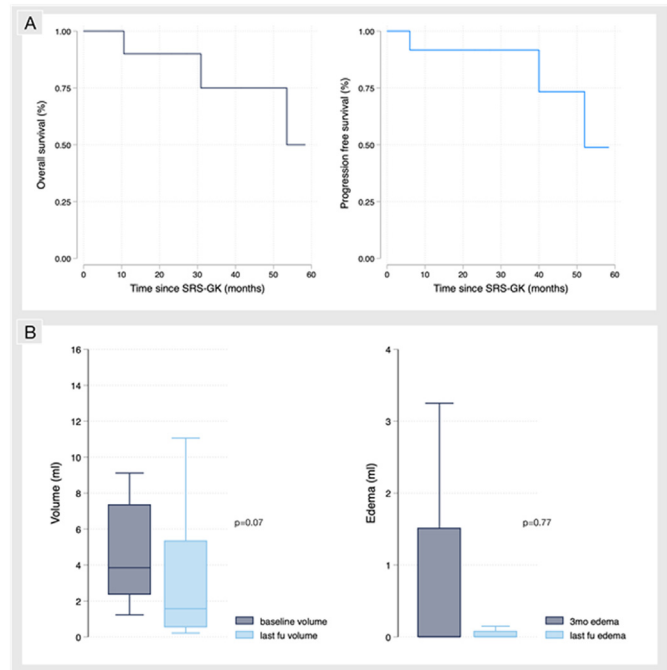 A
1.00
0.75
0.50
0.25
0.00
Overall survival (%)
0 10 20 30 40 50 60
Time since SRS-GK (months)
1.00
0.75
0.50
0.25
0.00
Progression free survival (%)
0 10 20 30 40 50 60
Time since SRS-GK (months)
B
16
14
12
10
8
6
4
2
0
Volume (ml)
p=0.07
baseline volume
last fu volume
4
3
2
1
0
Edema (ml)
p=0.77
3mo edema
last fu edema